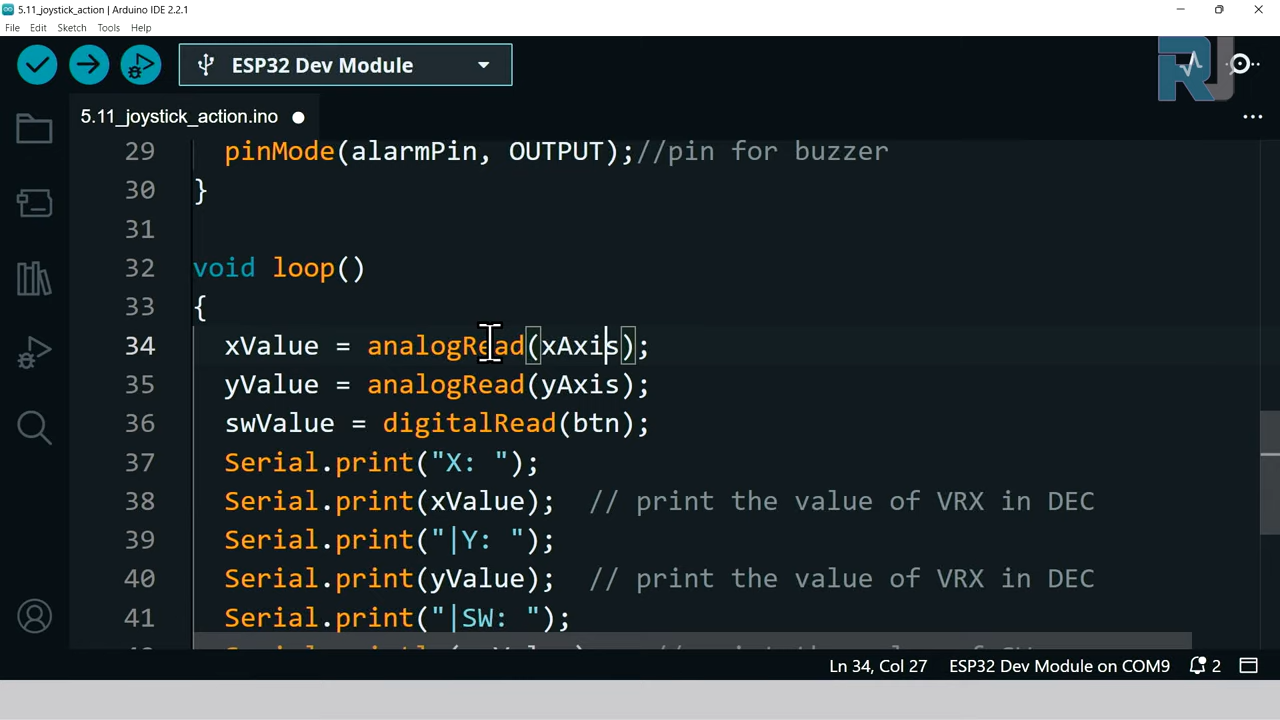 5.11_joystick_action | Arduino IDE 2.2.1
File Edit Sketch Tools Help
ESP32 Dev Module
RJ
5.11_joystick_action.ino
29 pinMode(alarmPin, OUTPUT);//pin for buzzer
30 }
31
32 void loop()
33 {
34 xValue = analogRead(xAxis);
35 yValue = analogRead(yAxis);
36 swValue = digitalRead(btn);
37 Serial.print("X: ");
38 Serial.print(xValue); // print the value of VRX in DEC
39 Serial.print("|Y: ");
40 Serial.print(yValue); // print the value of VRX in DEC
41 Serial.print("|SW: ");
Ln 34, Col 27 ESP32 Dev Module on COM9 2